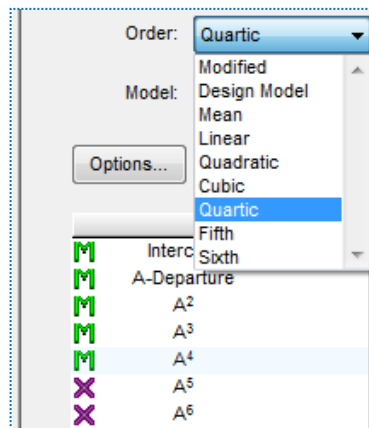 Order: Quartic
Modified
Design Model
Model:
Mean
Linear
Options...
Quadratic
Cubic
Quartic
Fifth
Sixth
Interc
A-Departure
A²
A³
A⁴
A⁵
A⁶